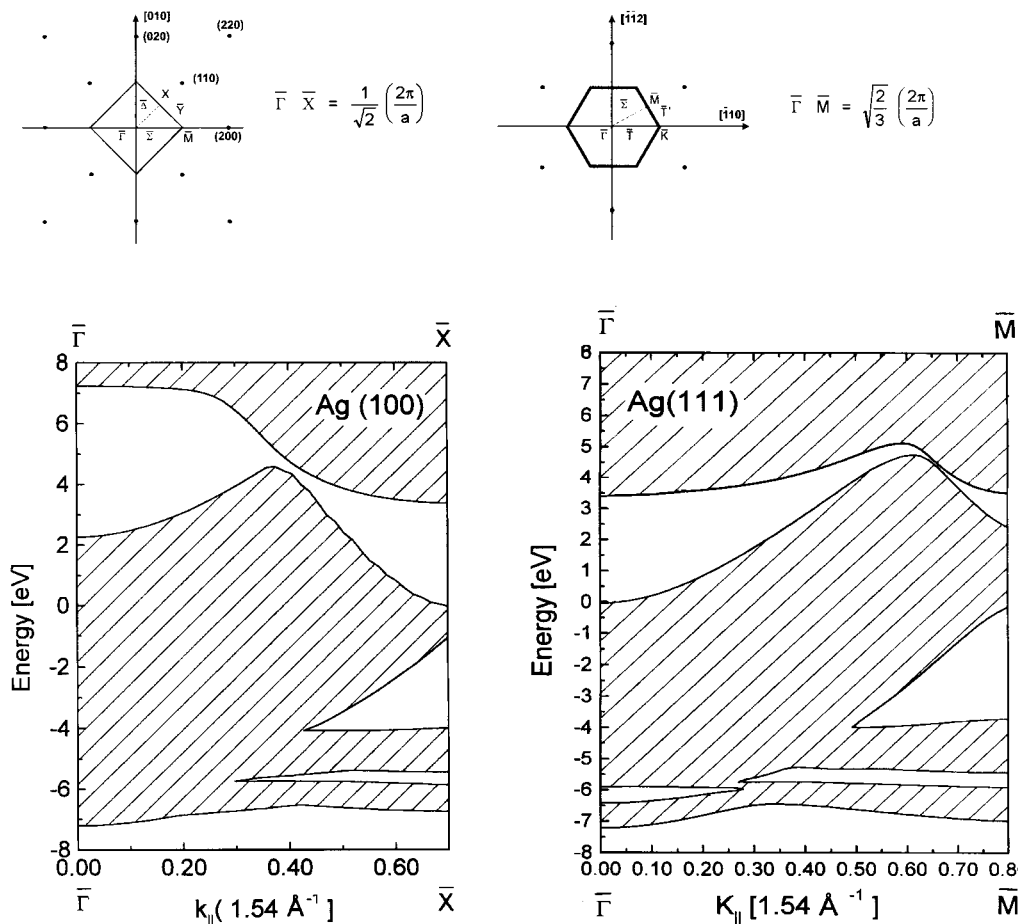 [010]
(020)
(220)
(110)
X
Δ̅
Y̅
Γ̅
Σ̅
M̅
(200)
Γ̅ X̅ = 1/√2 (2π/a)
[1̅1̅2]
Σ̅
M̅
T̅'
[1̅10]
Γ̅
T̅
K̅
Γ̅ M̅ = √(2/3) (2π/a)
Γ̅ X̅
Ag (100)
Energy [eV]
8
6
4
2
0
-2
-4
-6
-8
0.00 0.20 0.40 0.60
Γ̅ k|| ( 1.54 Å⁻¹) X̅
Γ̅ M̅
Ag(111)
Energy [eV]
8
7
6
5
4
3
2
1
0
-1
-2
-3
-4
-5
-6
-7
-8
0.00 0.10 0.20 0.30 0.40 0.50 0.60 0.70
Γ̅ K|| [1.54 Å⁻¹] M̅